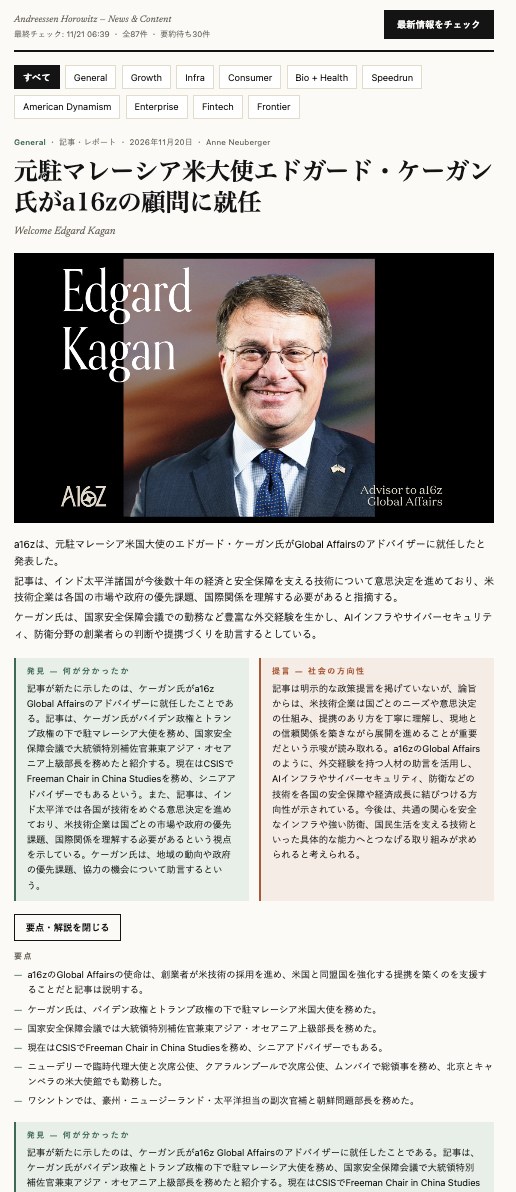 Andreessen Horowitz — News & Content
最終チェック: 11/21 06:39 ・ 全87件 ・ 要約待ち30件
最新情報をチェック
すべて
General
Growth
Infra
Consumer
Bio + Health
Speedrun
American Dynamism
Enterprise
Fintech
Frontier
General ・ 記事・レポート ・ 2026年11月20日 ・ Anne Neuberger
元駐マレーシア米大使エドガード・ケーガン
氏がa16zの顧問に就任
Welcome Edgard Kagan
Edgard
Kagan
A16Z
Advisor to a16z
Global Affairs
a16zは、元駐マレーシア米国大使のエドガード・ケーガン氏がGlobal Affairsのアドバイザーに就任したと
発表した。
記事は、インド太平洋諸国が今後数十年の経済と安全保障を支える技術について意思決定を進めており、米
技術企業は各国の市場や政府の優先課題、国際関係を理解する必要があると指摘する。
ケーガン氏は、国家安全保障会議での勤務など豊富な外交経験を生かし、AIインフラやサイバーセキュリテ
ィ、防衛分野の創業者らの判断や提携づくりを助言するとしている。
発見 — 何が分かったか
記事が新たに示したのは、ケーガン氏がa16z
Global Affairsのアドバイザーに就任したことであ
る。記事は、ケーガン氏がバイデン政権とトラン
プ政権の下で駐マレーシア大使を務め、国家安全
保障会議で大統領特別補佐官兼東アジア・オセア
ニア上級部長を務めたと紹介する。現在はCSISで
Freeman Chair in China Studiesを務め、シニアア
ドバイザーでもあるという。また、記事は、イン
ド太平洋では各国が技術をめぐる意思決定を進め
ており、米技術企業は国ごとの市場や政府の優先
課題、国際関係を理解する必要があるという視点
を示している。ケーガン氏は、地域の動向や政府
の優先課題、協力の機会について助言するとい
う。
提言 — 社会の方向性
記事は明示的な政策提言を掲げていないが、論旨
からは、米技術企業は国ごとのニーズや意思決定
の仕組み、提携のあり方を丁寧に理解し、現地と
の信頼関係を築きながら展開を進めることが重要
だという示唆が読み取れる。a16zのGlobal Affairs
のように、外交経験を持つ人材の助言を活用し、
AIインフラやサイバーセキュリティ、防衛などの
技術を各国の安全保障や経済成長に結びつける方
向性が示されている。今後は、共通の関心を安全
なインフラや強い防衛、国民生活を支える技術と
いった具体的な能力へとつなげる取り組みが求め
られると考えられる。
要点・解説を閉じる
要点
— a16zのGlobal Affairsの使命は、創業者が米技術の採用を進め、米国と同盟国を強化する提携を築くのを支援す
ることだと記事は説明する。
— ケーガン氏は、バイデン政権とトランプ政権の下で駐マレーシア米国大使を務めた。
— 国家安全保障会議では大統領特別補佐官兼東アジア・オセアニア上級部長を務めた。
— 現在はCSISでFreeman Chair in China Studiesを務め、シニアアドバイザーでもある。
— ニューデリーで臨時代理大使と次席公使、クアラルンプールで次席公使、ムンバイで総領事を務め、北京とキャ
ンベラの米大使館でも勤務した。
— ワシントンでは、豪州・ニュージーランド・太平洋担当の副次官補と朝鮮問題部長を務めた。
発見 — 何が分かったか
記事が新たに示したのは、ケーガン氏がa16z Global Affairsのアドバイザーに就任したことである。記事は、
ケーガン氏がバイデン政権とトランプ政権の下で駐マレーシア大使を務め、国家安全保障会議で大統領特別
補佐官兼東アジア・オセアニア上級部長を務めたと紹介する。現在はCSISでFreeman Chair in China Studies